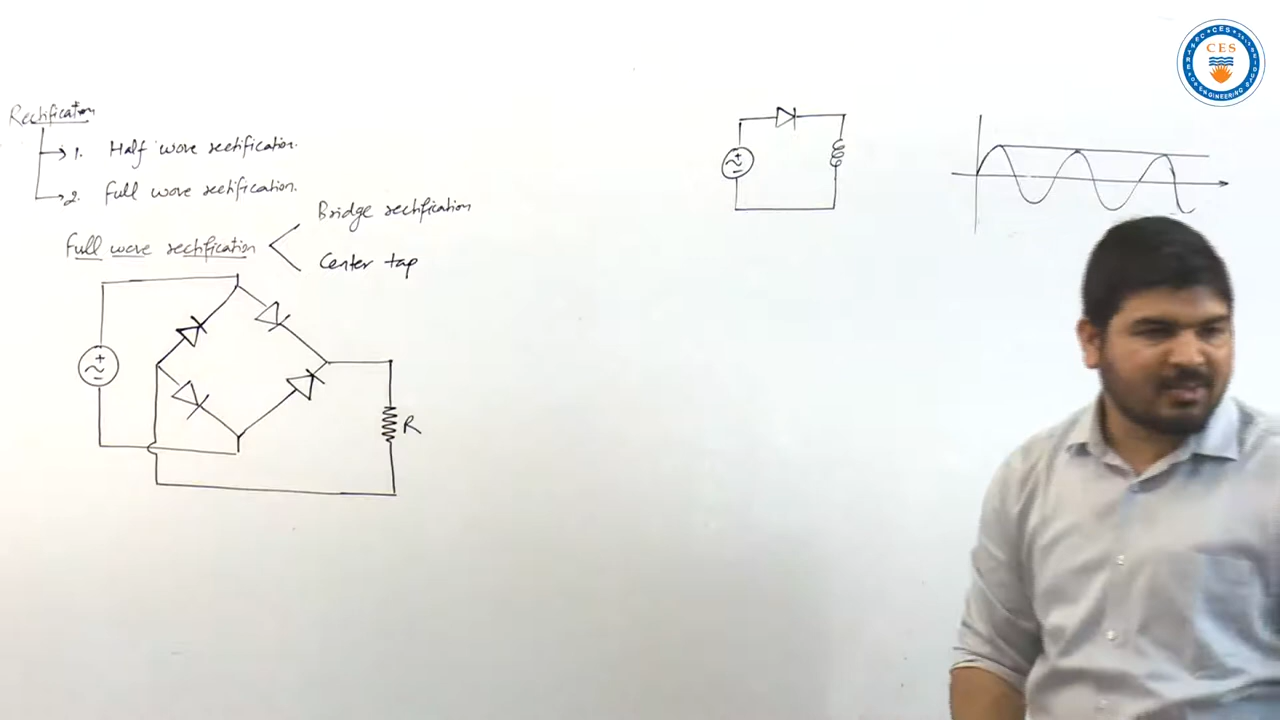 Rectification
1. Half wave rectification.
2. Full wave rectification.
Full wave rectification
Bridge rectification
Center tap
+
-
R
+
-
CES